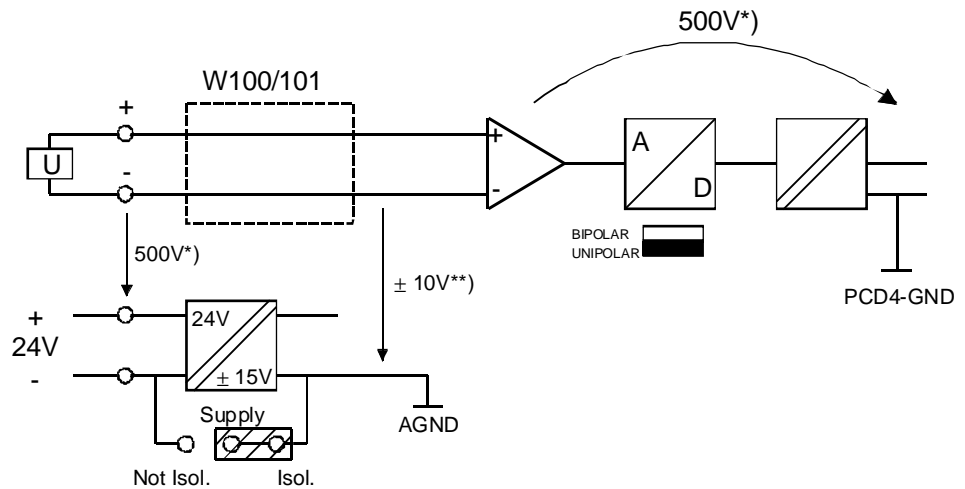 500V*)
W100/101
+
U
-
+
-
A
D
BIPOLAR
UNIPOLAR
500V*)
± 10V**)
PCD4-GND
+
24V
-
24V
± 15V
Supply
AGND
Not Isol.
Isol.